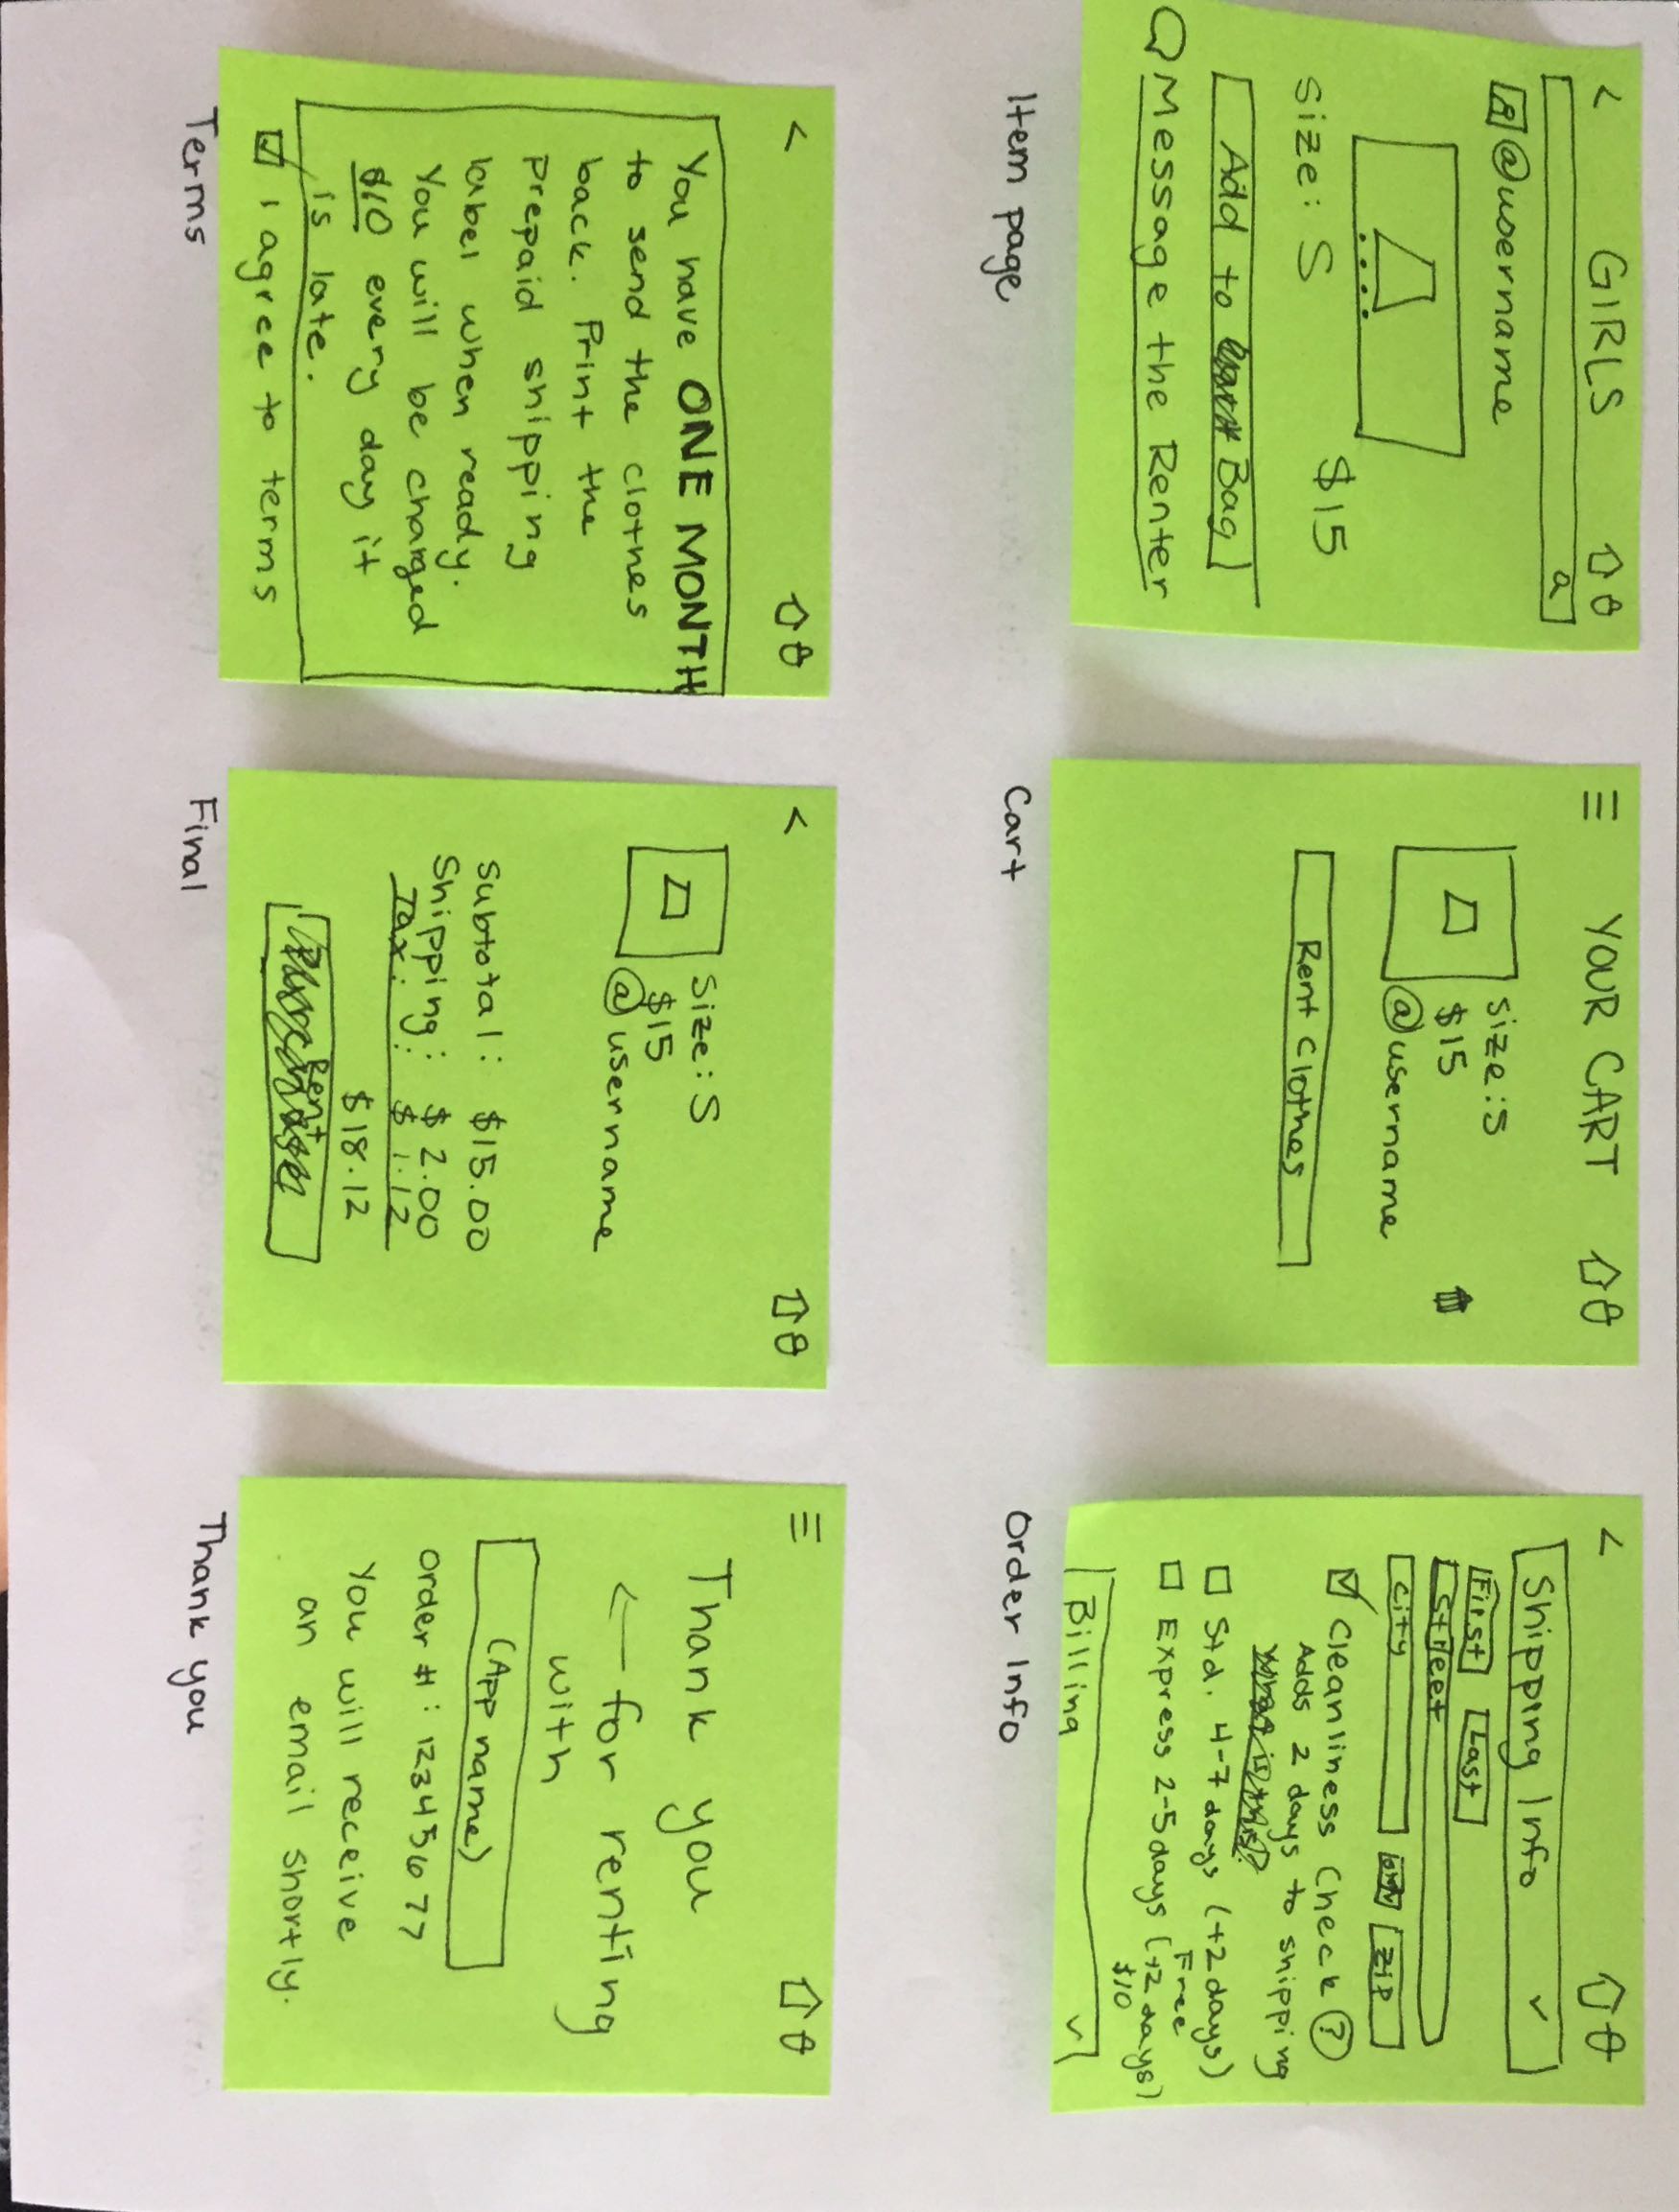 < GIRLS
@username
$15
Size: S
Add to Bag
Message the Renter
Item page
YOUR CART
Size: S
$15
@username
Rent Clothes
Cart
<
Shipping Info
First Last
Street
City Zip
Cleanliness Check ?
Adds 2 days to shipping
Std. 4-7 days (+2 days)
Free
Express 2-5 days (+2 days)
$10
Billing
Order Info
<
You have ONE MONTH
to send the clothes
back. Print the
prepaid shipping
label when ready.
You will be charged
$10 every day it
is late.
I agree to terms
Terms
<
Size: S
$15
@username
Subtotal: $15.00
Shipping: $2.00
Tax: $1.12
$18.12
Rent
Final
Thank you
for renting
with
(App name)
Order #: 12345677
You will receive
an email shortly.
Thank you